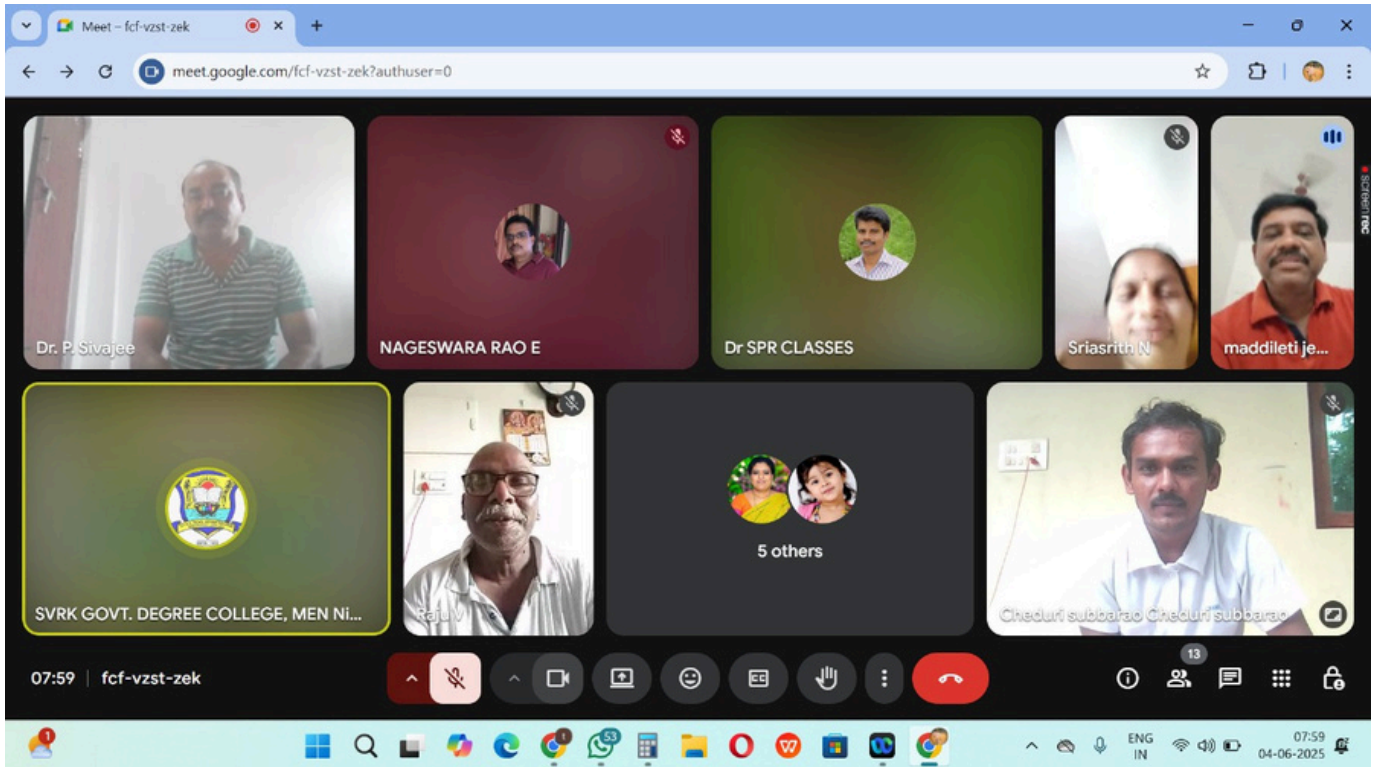 Meet – fcf-vzst-zek
meet.google.com/fcf-vzst-zek?authuser=0
screenrec
Dr. P. Sivajee
NAGESWARA RAO E
Dr SPR CLASSES
Sriasrith N
maddileti je...
SVRK GOVT. DEGREE COLLEGE, MEN Ni...
Raju V
5 others
Cheduri subbarao Cheduri subbarao
07:59 | fcf-vzst-zek
CC
13
1
t
53
ENG
IN
07:59
04-06-2025